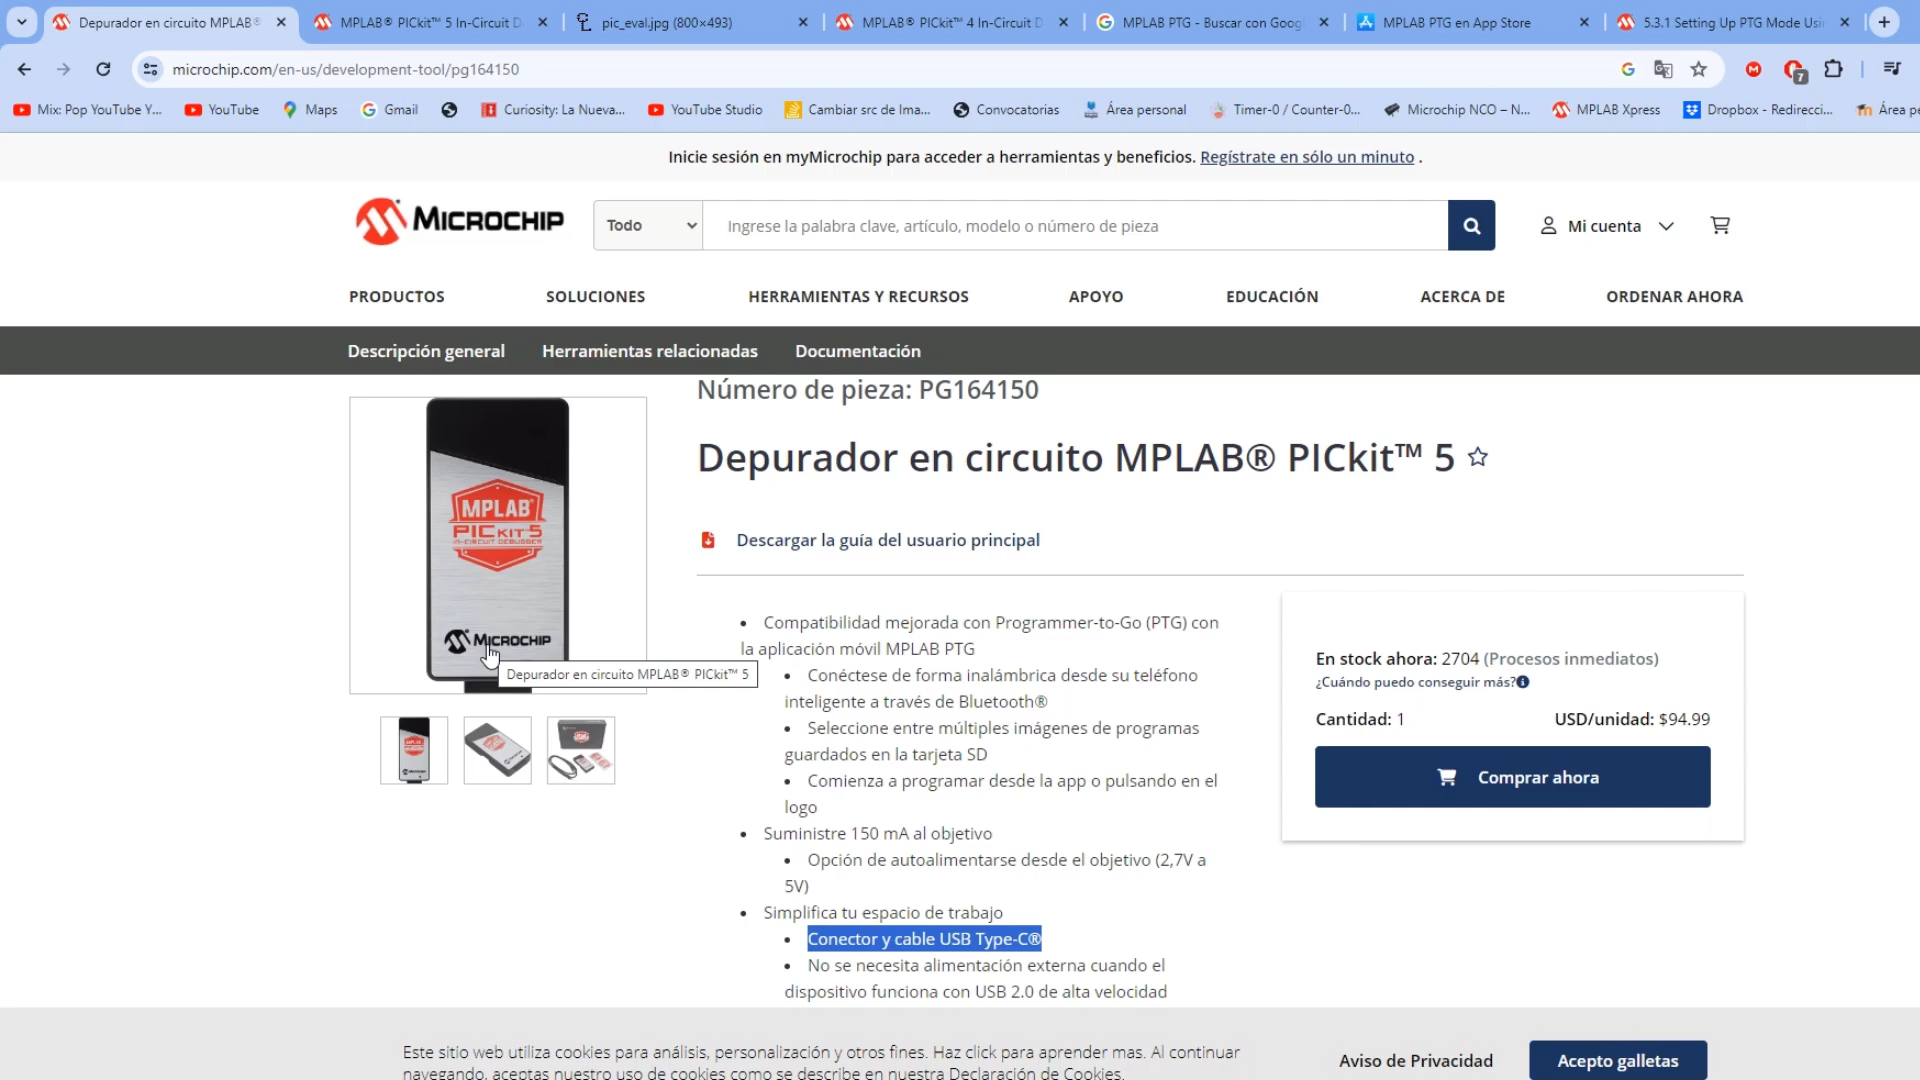 Depurador en circuito MPLAB®
MPLAB® PICkit™ 5 In-Circuit D
pic_eval.jpg (800×493)
MPLAB® PICkit™ 4 In-Circuit D
MPLAB PTG - Buscar con Goog
MPLAB PTG en App Store
5.3.1 Setting Up PTG Mode Usi
microchip.com/en-us/development-tool/pg164150
7
Mix: Pop YouTube Y...
YouTube
Maps
Gmail
Curiosity: La Nueva...
YouTube Studio
Cambiar src de Ima...
Convocatorias
Área personal
Timer-0 / Counter-0...
Microchip NCO – N...
MPLAB Xpress
Dropbox - Redirecci...
Área pe
Inicie sesión en myMicrochip para acceder a herramientas y beneficios. Regístrate en sólo un minuto .
MICROCHIP
Todo
Ingrese la palabra clave, artículo, modelo o número de pieza
Mi cuenta
PRODUCTOS
SOLUCIONES
HERRAMIENTAS Y RECURSOS
APOYO
EDUCACIÓN
ACERCA DE
ORDENAR AHORA
Descripción general
Herramientas relacionadas
Documentación
Número de pieza: PG164150
Depurador en circuito MPLAB® PICkit™ 5
MPLAB
PICKIT 5
IN-CIRCUIT DEBUGGER
MICROCHIP
Depurador en circuito MPLAB® PICkit™ 5
Descargar la guía del usuario principal
• Compatibilidad mejorada con Programmer-to-Go (PTG) con
la aplicación móvil MPLAB PTG
• Conéctese de forma inalámbrica desde su teléfono
inteligente a través de Bluetooth®
• Seleccione entre múltiples imágenes de programas
guardados en la tarjeta SD
• Comienza a programar desde la app o pulsando en el
logo
• Suministre 150 mA al objetivo
• Opción de autoalimentarse desde el objetivo (2,7V a
5V)
• Simplifica tu espacio de trabajo
• Conector y cable USB Type-C®
• No se necesita alimentación externa cuando el
dispositivo funciona con USB 2.0 de alta velocidad
En stock ahora: 2704 (Procesos inmediatos)
¿Cuándo puedo conseguir más?
Cantidad: 1
USD/unidad: $94.99
Comprar ahora
Este sitio web utiliza cookies para análisis, personalización y otros fines. Haz click para aprender mas. Al continuar
navegando, aceptas nuestro uso de cookies como se describe en nuestra Declaración de Cookies.
Aviso de Privacidad
Acepto galletas